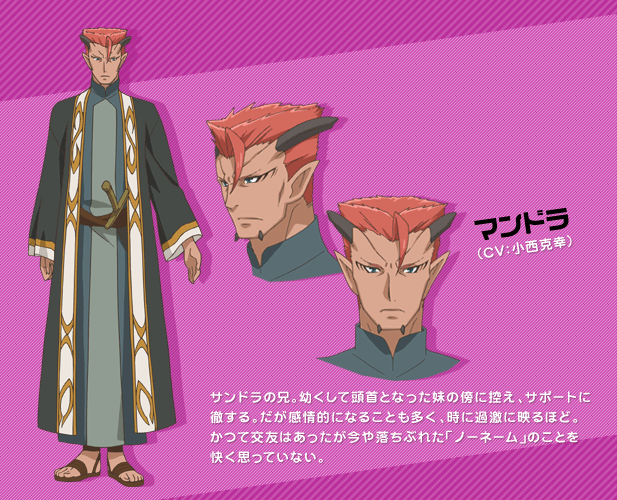 マンドラ
(CV:小西克幸)
サンドラの兄。幼くして頭首となった妹の傍に控え、サポートに
徹する。だが感情的になることも多く、時に過激に映るほど。
かつて交友はあったが今や落ちぶれた「ノーネーム」のことを
快く思っていない。